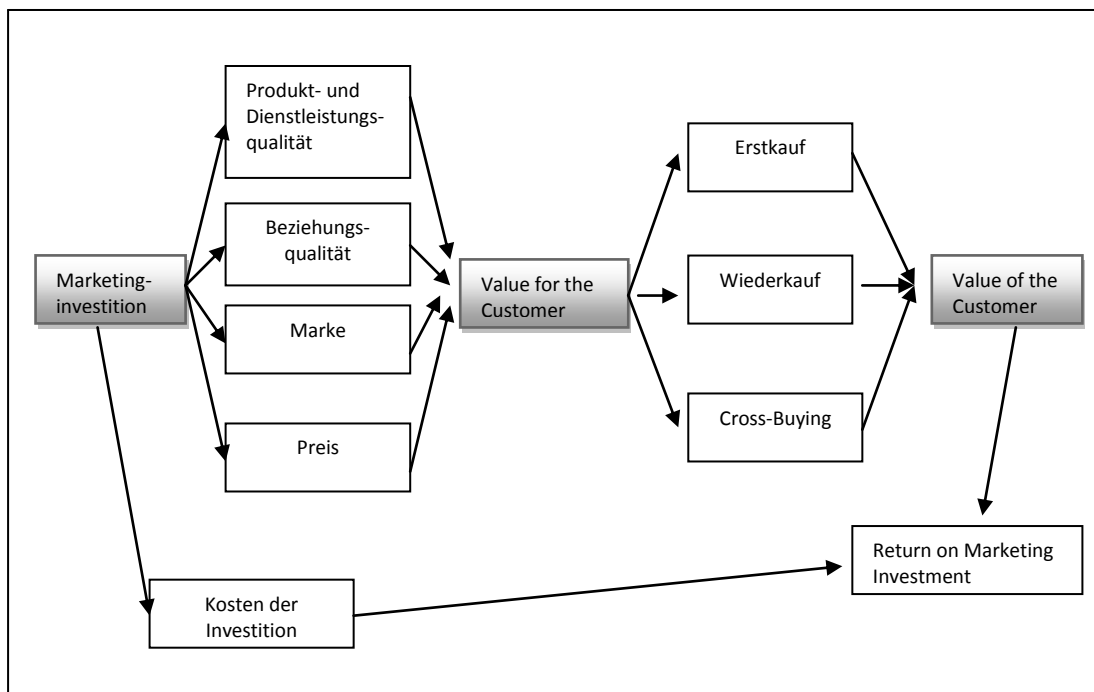 Produkt- und
Dienstleistungs-
qualität
Beziehungs-
qualität
Marke
Preis
Marketing-
investition
Value for the
Customer
Erstkauf
Wiederkauf
Cross-Buying
Value of the
Customer
Return on Marketing
Investment
Kosten der
Investition